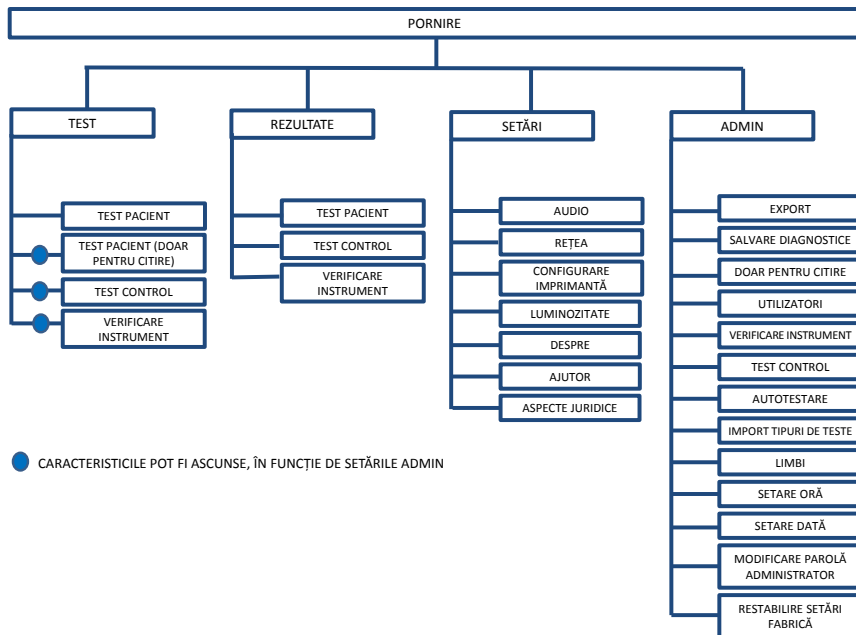 PORNIRE
TEST
REZULTATE
SETĂRI
ADMIN
TEST PACIENT
TEST PACIENT (DOAR
PENTRU CITIRE)
TEST CONTROL
VERIFICARE
INSTRUMENT
TEST PACIENT
TEST CONTROL
VERIFICARE
INSTRUMENT
AUDIO
REȚEA
CONFIGURARE
IMPRIMANTĂ
LUMINOZITATE
DESPRE
AJUTOR
ASPECTE JURIDICE
EXPORT
SALVARE DIAGNOSTICE
DOAR PENTRU CITIRE
UTILIZATORI
VERIFICARE INSTRUMENT
TEST CONTROL
AUTOTESTARE
IMPORT TIPURI DE TESTE
LIMBI
SETARE ORĂ
SETARE DATĂ
MODIFICARE PAROLĂ
ADMINISTRATOR
RESTABILIRE SETĂRI
FABRICĂ
CARACTERISTICILE POT FI ASCUNSE, ÎN FUNCȚIE DE SETĂRILE ADMIN